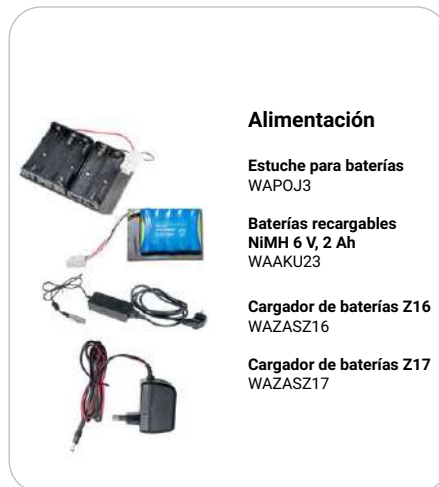 Alimentación
Estuche para baterías
WAPOJ3
Baterías recargables
NiMH 6 V, 2 Ah
WAAKU23
Cargador de baterías Z16
WAZASZ16
Cargador de baterías Z17
WAZASZ17